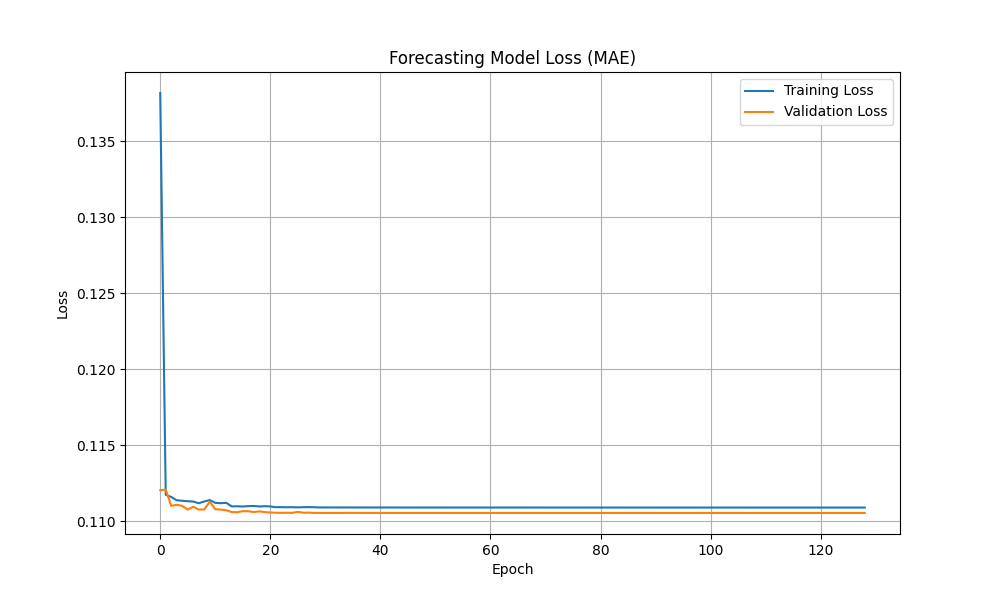 Forecasting Model Loss (MAE)
Training Loss
Validation Loss
0.135
0.130
0.125
0.120
0.115
0.110
Loss
0 20 40 60 80 100 120
Epoch